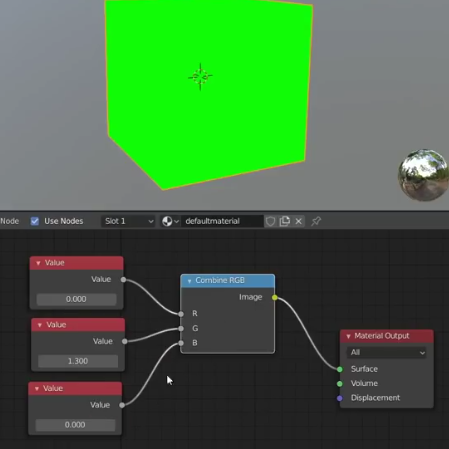 Node Use Nodes Slot 1 defaultmaterial
Value
Value
0.000
Value
Value
1.300
Value
Value
0.000
Combine RGB
Image
R
G
B
Material Output
All
Surface
Volume
Displacement